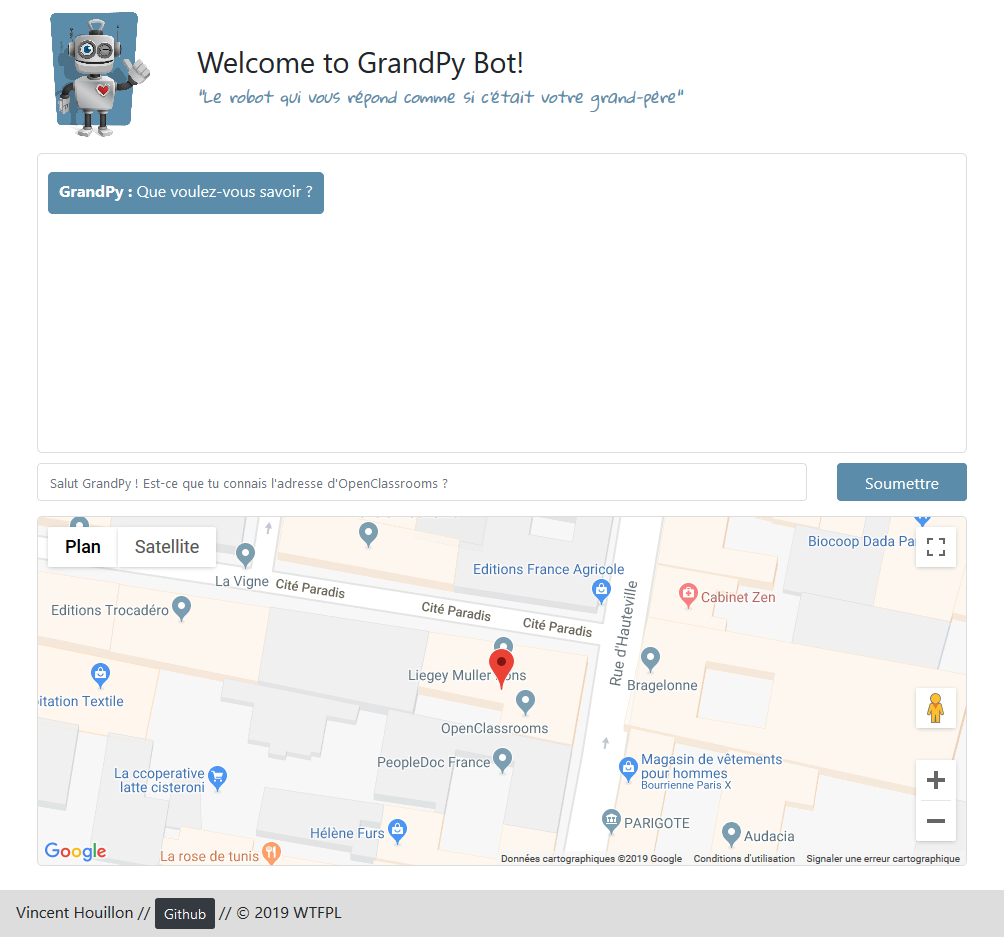 Welcome to GrandPy Bot!
"Le robot qui vous répond comme si c'était votre grand-père"
GrandPy : Que voulez-vous savoir ?
Salut GrandPy ! Est-ce que tu connais l'adresse d'OpenClassrooms ?
Soumettre
Plan
Satellite
Biocoop Dada Pa
La Vigne
Cité Paradis
Editions France Agricole
Cabinet Zen
Editions Trocadéro
Cité Paradis
Cité Paradis
Rue d'Hauteville
Liegey Muller Pons
Bragelonne
itation Textile
OpenClassrooms
PeopleDoc France
Magasin de vêtements
pour hommes
Bourrienne Paris X
La ccoperative
latte cisteroni
PARIGOTE
Hélène Furs
Audacia
Google
La rose de tunis
Données cartographiques ©2019 Google
Conditions d'utilisation
Signaler une erreur cartographique
Vincent Houillon // Github // © 2019 WTFPL